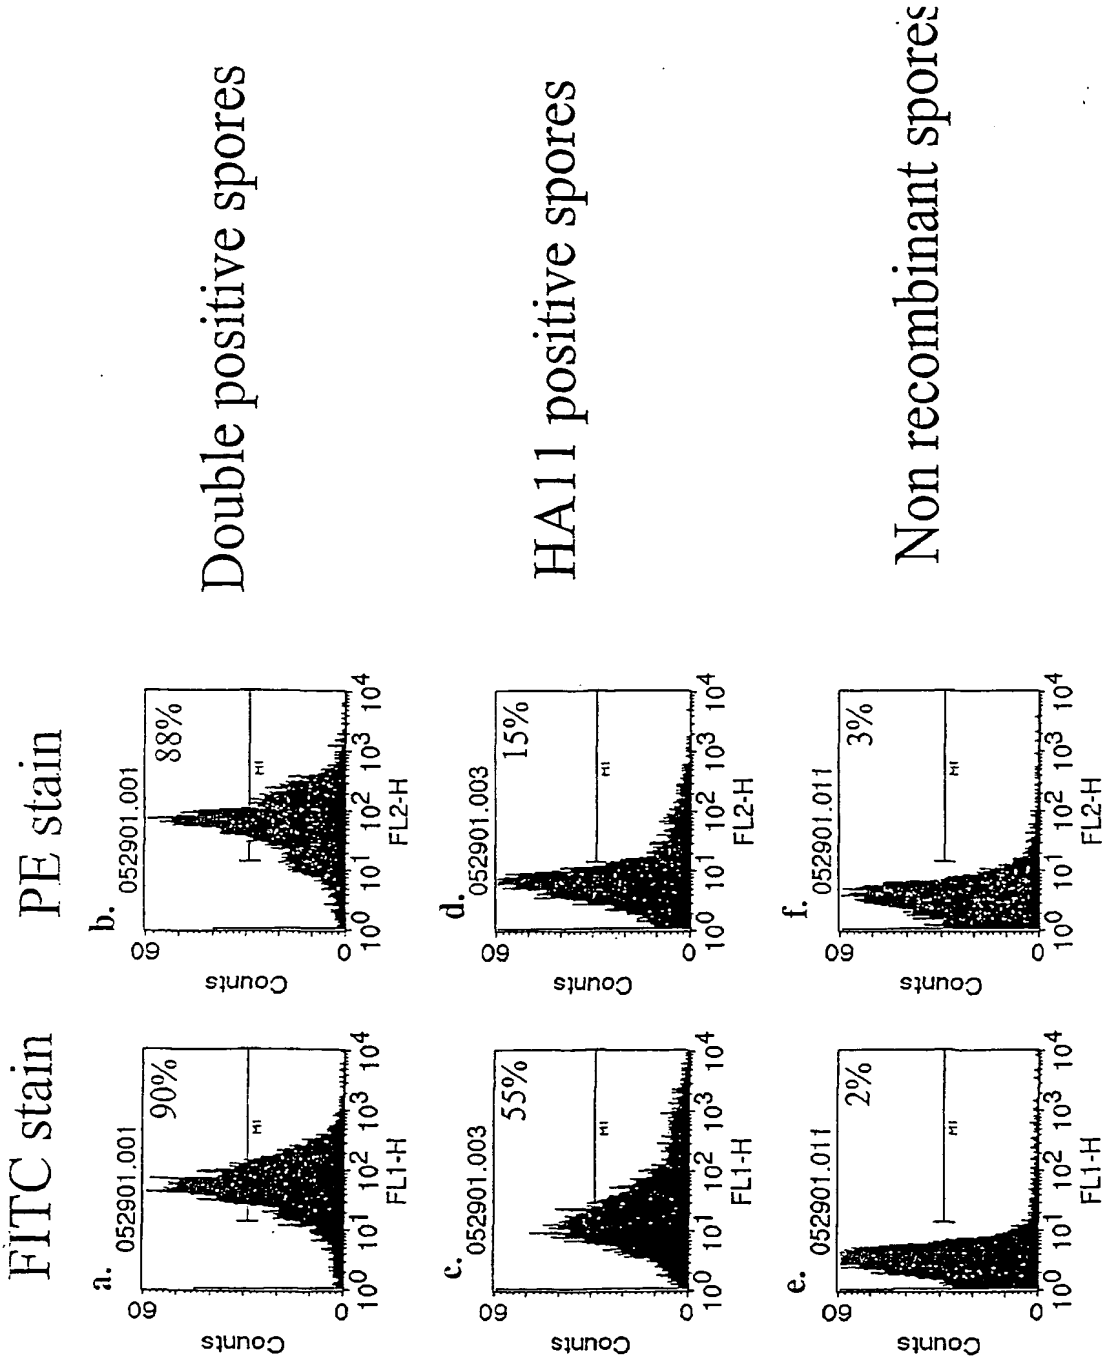 FITC stain
PE stain
a.
052901.001
90%
60
Counts
0
M1
10^0 10^1 10^2 10^3 10^4
FL1-H
b.
052901.001
88%
60
Counts
0
M1
10^0 10^1 10^2 10^3 10^4
FL2-H
Double positive spores
c.
052901.003
55%
60
Counts
0
M1
10^0 10^1 10^2 10^3 10^4
FL1-H
d.
052901.003
15%
60
Counts
0
M1
10^0 10^1 10^2 10^3 10^4
FL2-H
HA11 positive spores
e.
052901.011
2%
60
Counts
0
M1
10^0 10^1 10^2 10^3 10^4
FL1-H
f.
052901.011
3%
60
Counts
0
M1
10^0 10^1 10^2 10^3 10^4
FL2-H
Non recombinant spores